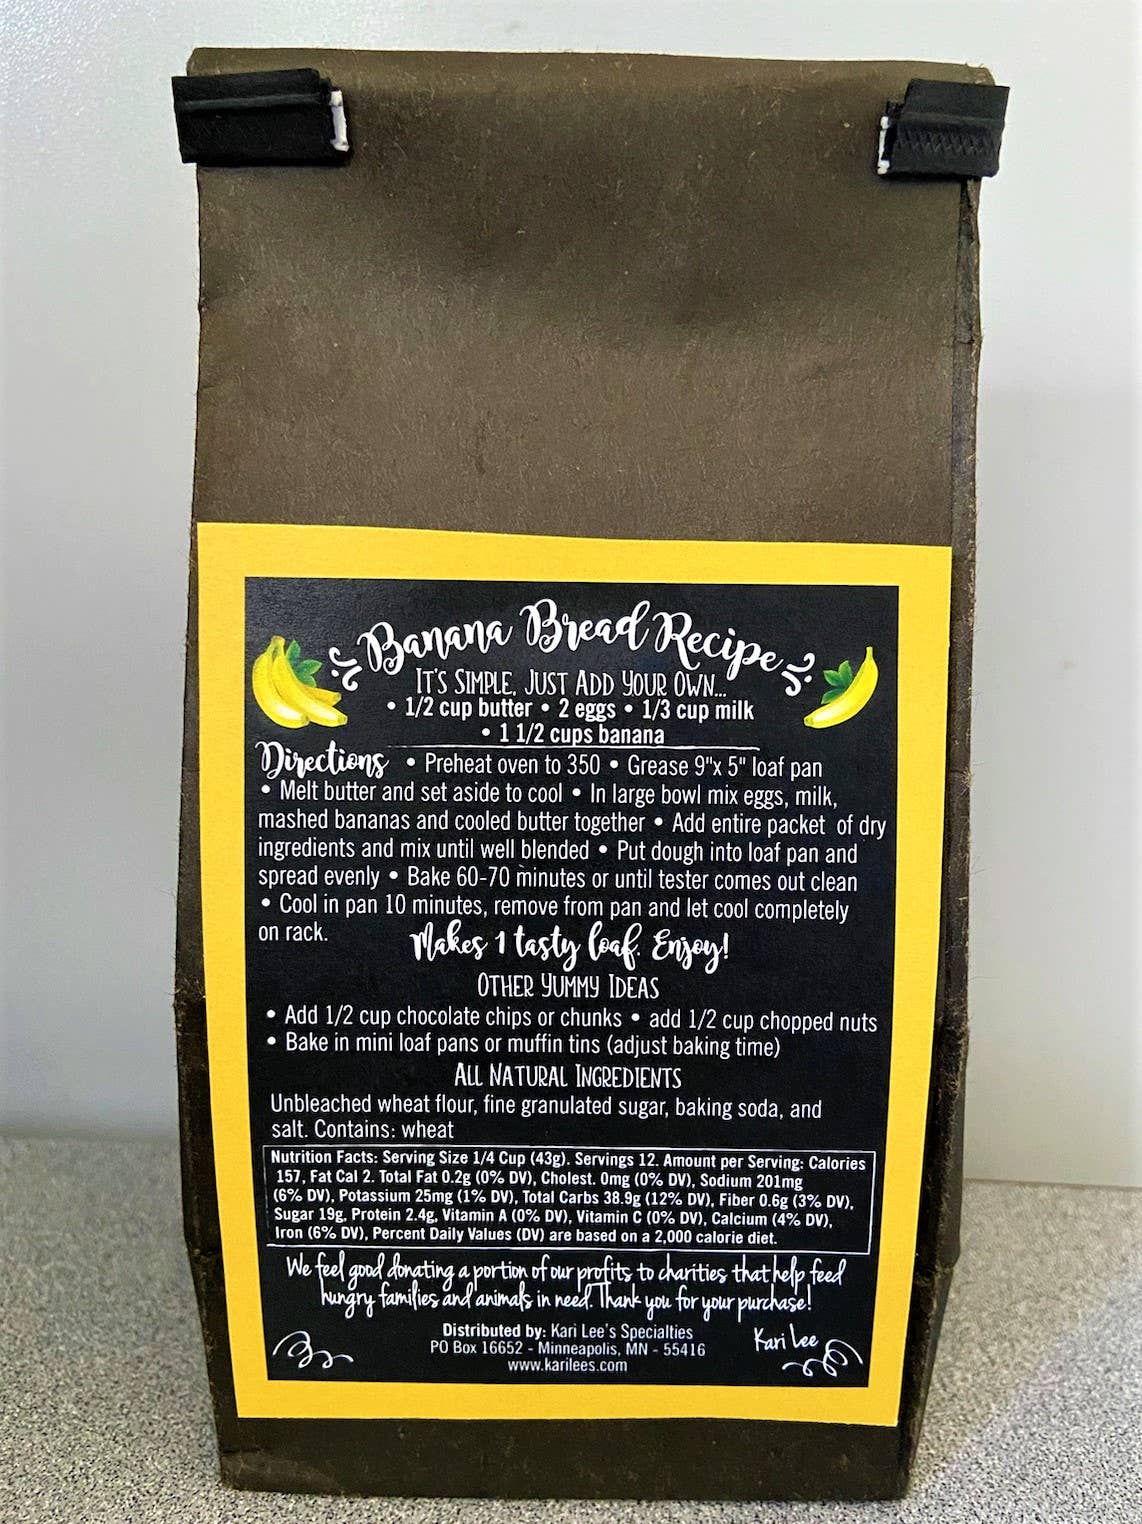 Banana Bread Recipe
IT'S SIMPLE, JUST ADD YOUR OWN...
• 1/2 cup butter • 2 eggs • 1/3 cup milk
• 1 1/2 cups banana
Directions • Preheat oven to 350 • Grease 9"x 5" loaf pan
• Melt butter and set aside to cool • In large bowl mix eggs, milk,
mashed bananas and cooled butter together • Add entire packet of dry
ingredients and mix until well blended • Put dough into loaf pan and
spread evenly • Bake 60-70 minutes or until tester comes out clean
• Cool in pan 10 minutes, remove from pan and let cool completely
on rack.
Makes 1 tasty loaf. Enjoy!
OTHER YUMMY IDEAS
• Add 1/2 cup chocolate chips or chunks • add 1/2 cup chopped nuts
• Bake in mini loaf pans or muffin tins (adjust baking time)
ALL NATURAL INGREDIENTS
Unbleached wheat flour, fine granulated sugar, baking soda, and
salt. Contains: wheat
Nutrition Facts: Serving Size 1/4 Cup (43g). Servings 12. Amount per Serving: Calories
157, Fat Cal 2. Total Fat 0.2g (0% DV), Cholest. 0mg (0% DV), Sodium 201mg
(6% DV), Potassium 25mg (1% DV), Total Carbs 38.9g (12% DV), Fiber 0.6g (3% DV),
Sugar 19g, Protein 2.4g, Vitamin A (0% DV), Vitamin C (0% DV), Calcium (4% DV),
Iron (6% DV), Percent Daily Values (DV) are based on a 2,000 calorie diet.
We feel good donating a portion of our profits to charities that help feed
hungry families and animals in need. Thank you for your purchase!
Kari Lee
Distributed by: Kari Lee's Specialties
PO Box 16652 - Minneapolis, MN - 55416
www.karilees.com